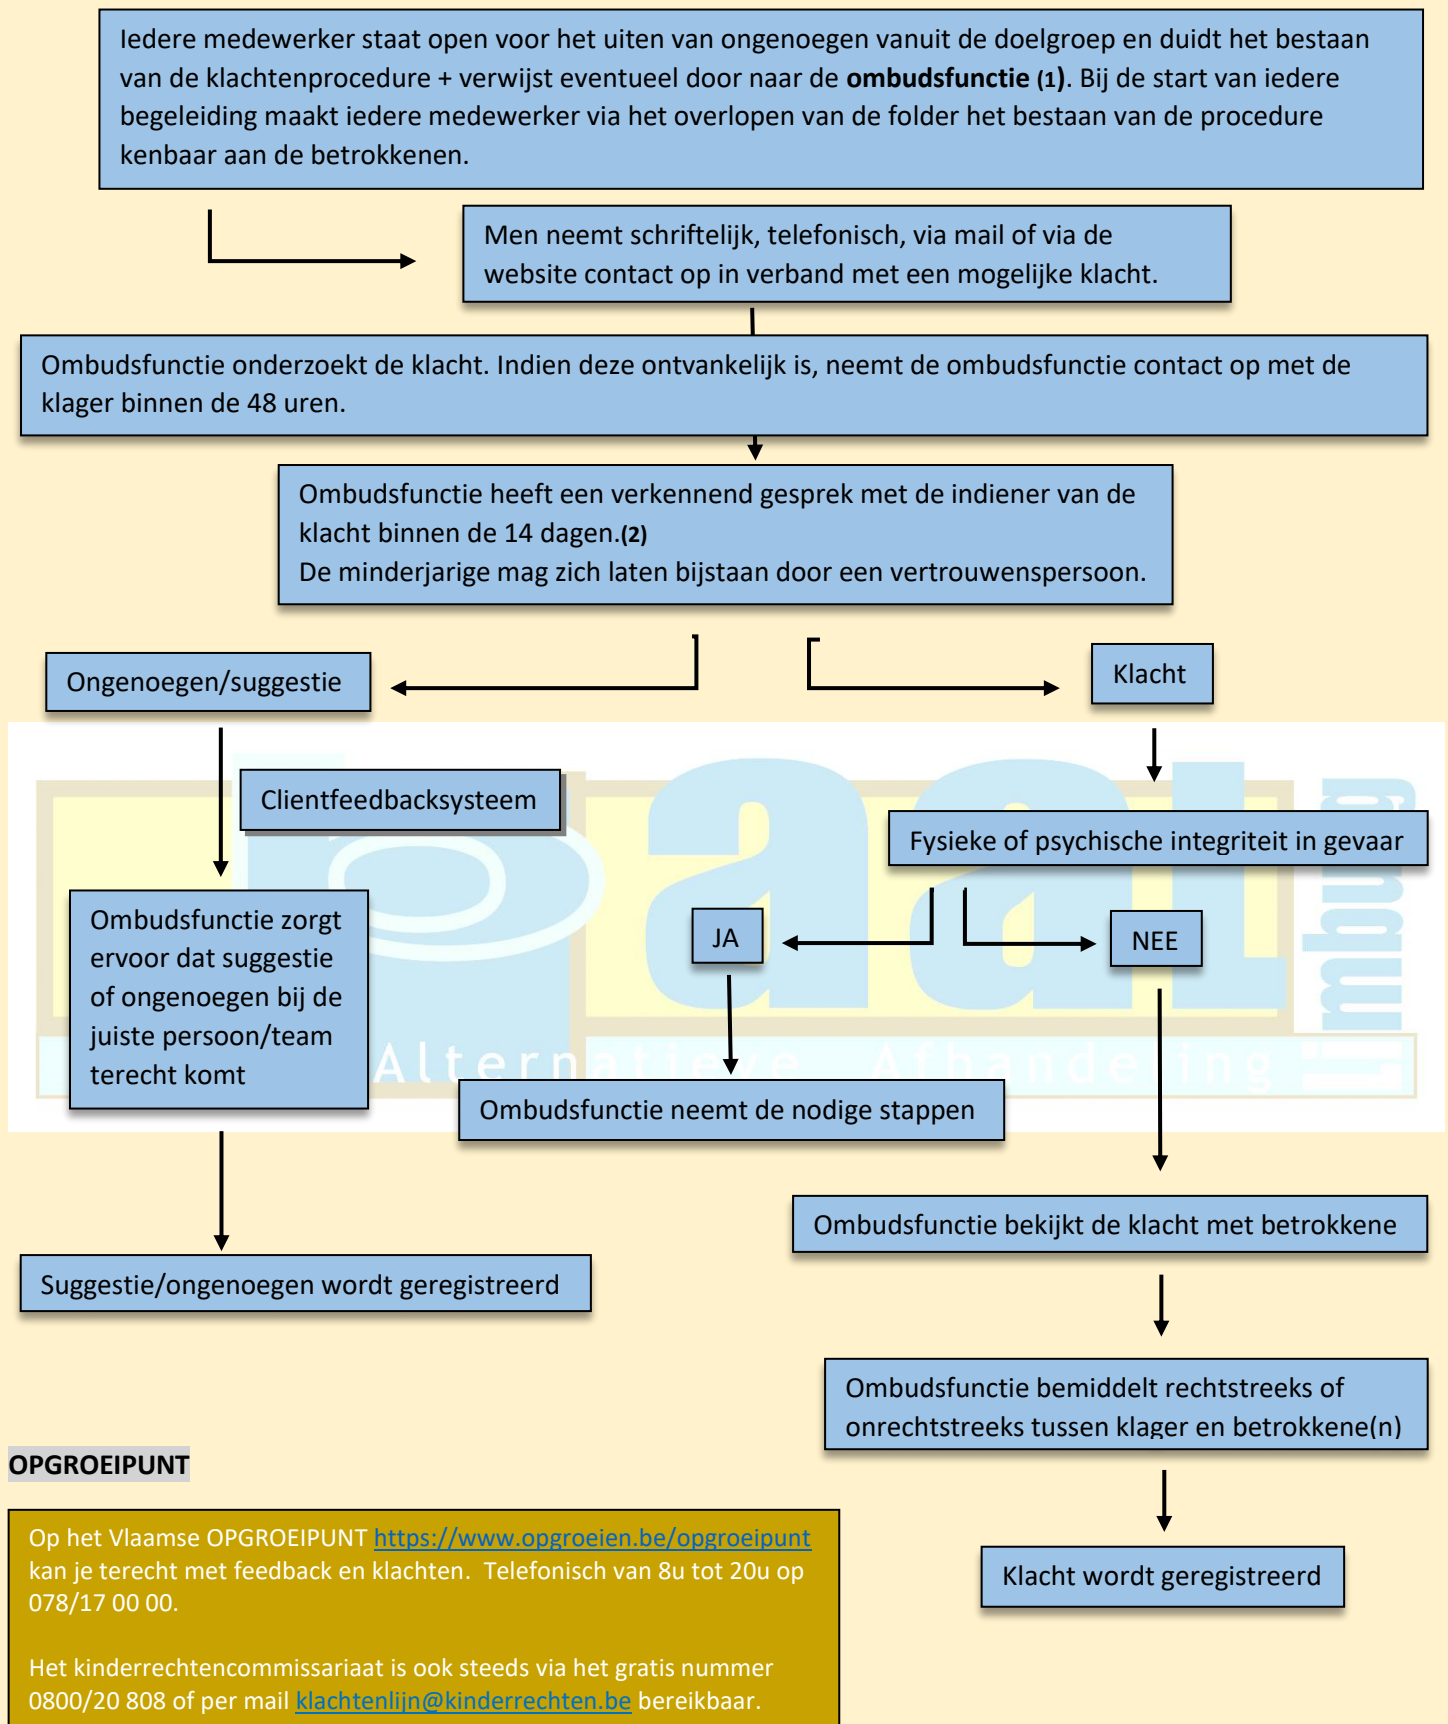 Iedere medewerker staat open voor het uiten van ongenoegen vanuit de doelgroep en duidt het bestaan
van de klachtenprocedure + verwijst eventueel door naar de ombudsfunctie (1). Bij de start van iedere
begeleiding maakt iedere medewerker via het overlopen van de folder het bestaan van de procedure
kenbaar aan de betrokkenen.
Men neemt schriftelijk, telefonisch, via mail of via de
website contact op in verband met een mogelijke klacht.
Ombudsfunctie onderzoekt de klacht. Indien deze ontvankelijk is, neemt de ombudsfunctie contact op met de
klager binnen de 48 uren.
Ombudsfunctie heeft een verkennend gesprek met de indiener van de
klacht binnen de 14 dagen.(2)
De minderjarige mag zich laten bijstaan door een vertrouwenspersoon.
Ongenoegen/suggestie
Klacht
Clientfeedbacksysteem
Fysieke of psychische integriteit in gevaar
Ombudsfunctie zorgt
ervoor dat suggestie
of ongenoegen bij de
juiste persoon/team
terecht komt
JA
NEE
baal
Limburg
Alternatieve Afhandeling
Ombudsfunctie neemt de nodige stappen
Ombudsfunctie bekijkt de klacht met betrokkene
Suggestie/ongenoegen wordt geregistreerd
Ombudsfunctie bemiddelt rechtstreeks of
onrechtstreeks tussen klager en betrokkene(n)
Klacht wordt geregistreerd
OPGROEIPUNT
Op het Vlaamse OPGROEIPUNT https://www.opgroeien.be/opgroeipunt
kan je terecht met feedback en klachten. Telefonisch van 8u tot 20u op
078/17 00 00.
Het kinderrechtencommissariaat is ook steeds via het gratis nummer
0800/20 808 of per mail klachtenlijn@kinderrechten.be bereikbaar.